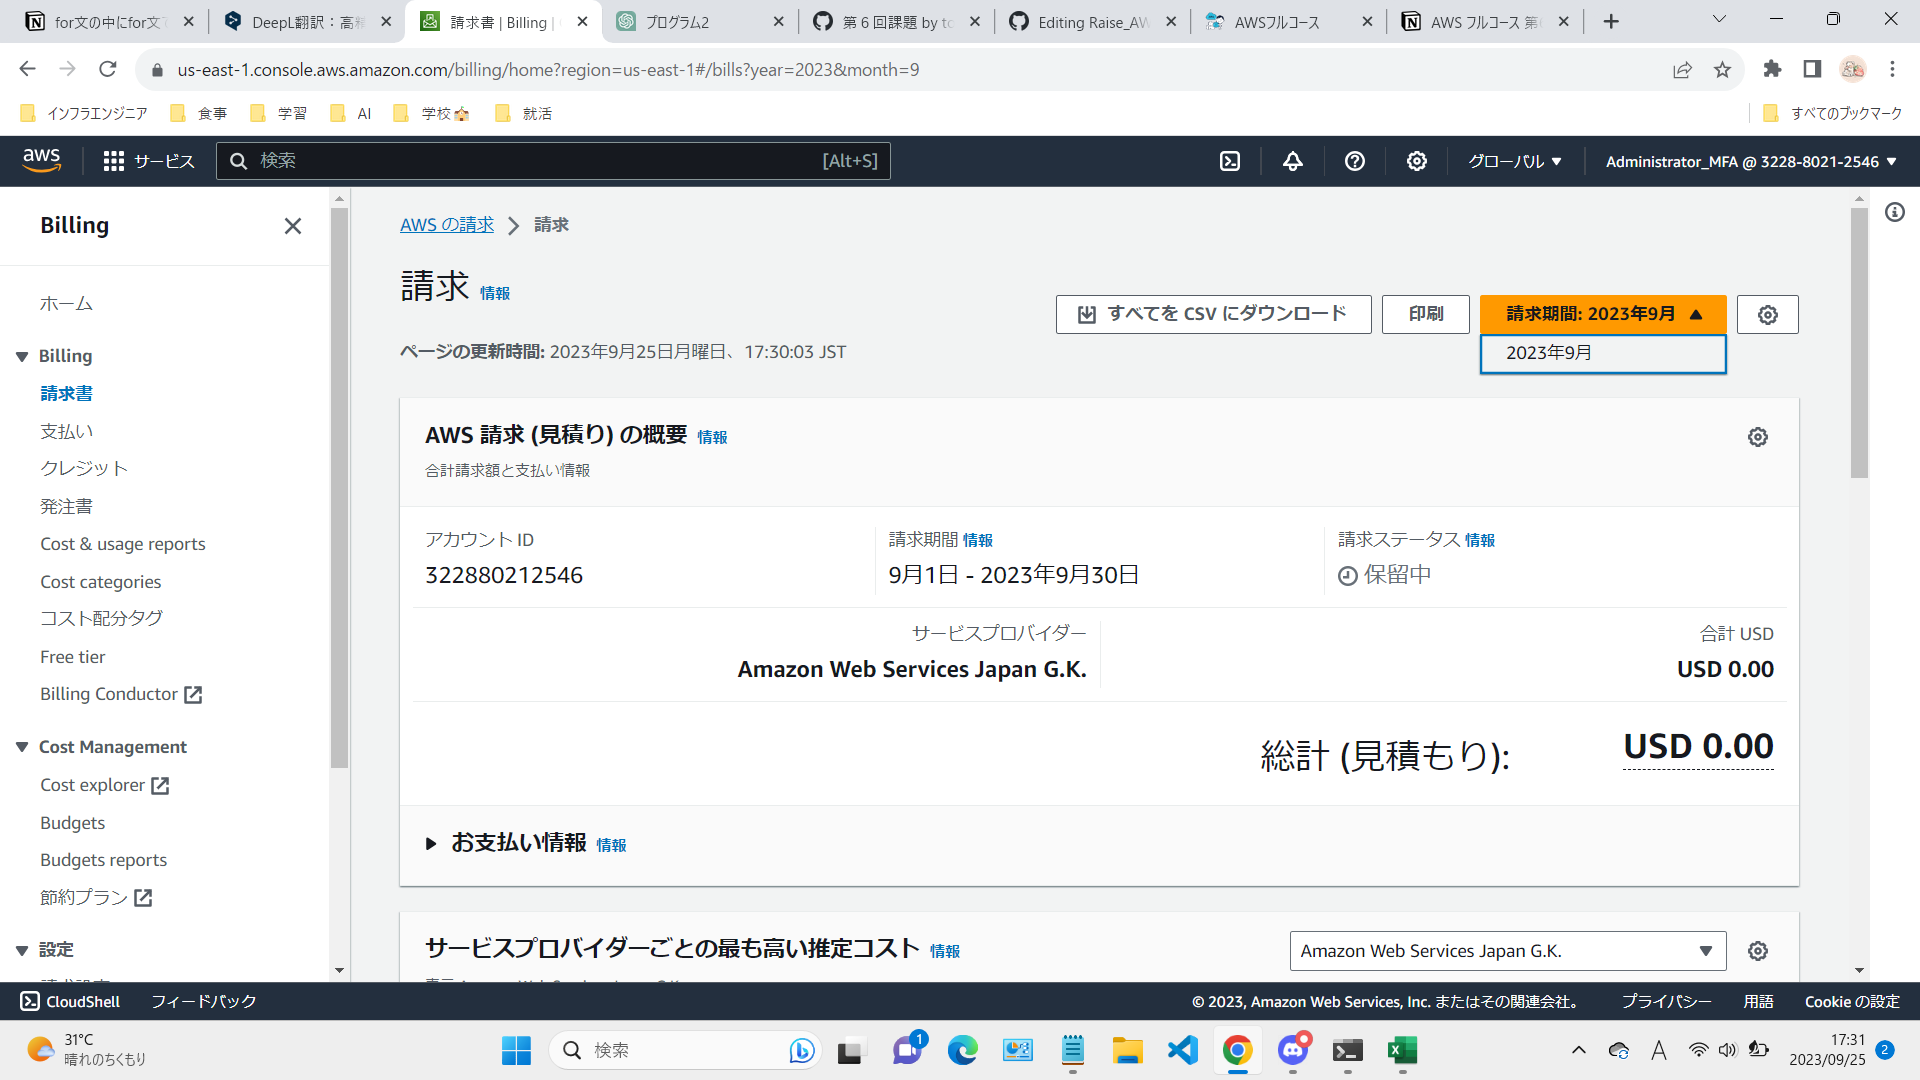 for文の中にfor文で
DeepL翻訳：高精
請求書 | Billing |
プログラム2
第６回課題 by to
Editing Raise_AW
AWSフルコース
AWS フルコース 第
us-east-1.console.aws.amazon.com/billing/home?region=us-east-1#/bills?year=2023&month=9
インフラエンジニア
食事
学習
AI
学校
就活
すべてのブックマーク
aws
サービス
検索
[Alt+S]
グローバル
Administrator_MFA @ 3228-8021-2546
Billing
ホーム
Billing
請求書
支払い
クレジット
発注書
Cost & usage reports
Cost categories
コスト配分タグ
Free tier
Billing Conductor
Cost Management
Cost explorer
Budgets
Budgets reports
節約プラン
設定
AWS の請求
請求
請求 情報
ページの更新時間: 2023年9月25日月曜日、17:30:03 JST
すべてを CSV にダウンロード
印刷
請求期間: 2023年9月
2023年9月
AWS 請求 (見積り) の概要 情報
合計請求額と支払い情報
アカウント ID
322880212546
請求期間 情報
9月1日 - 2023年9月30日
請求ステータス 情報
保留中
サービスプロバイダー
Amazon Web Services Japan G.K.
合計 USD
USD 0.00
総計 (見積もり):
USD 0.00
お支払い情報 情報
サービスプロバイダーごとの最も高い推定コスト 情報
Amazon Web Services Japan G.K.
CloudShell
フィードバック
© 2023, Amazon Web Services, Inc. またはその関連会社。
プライバシー
用語
Cookie の設定
31°C
晴れのちくもり
検索
1
A
17:31
2023/09/25
2